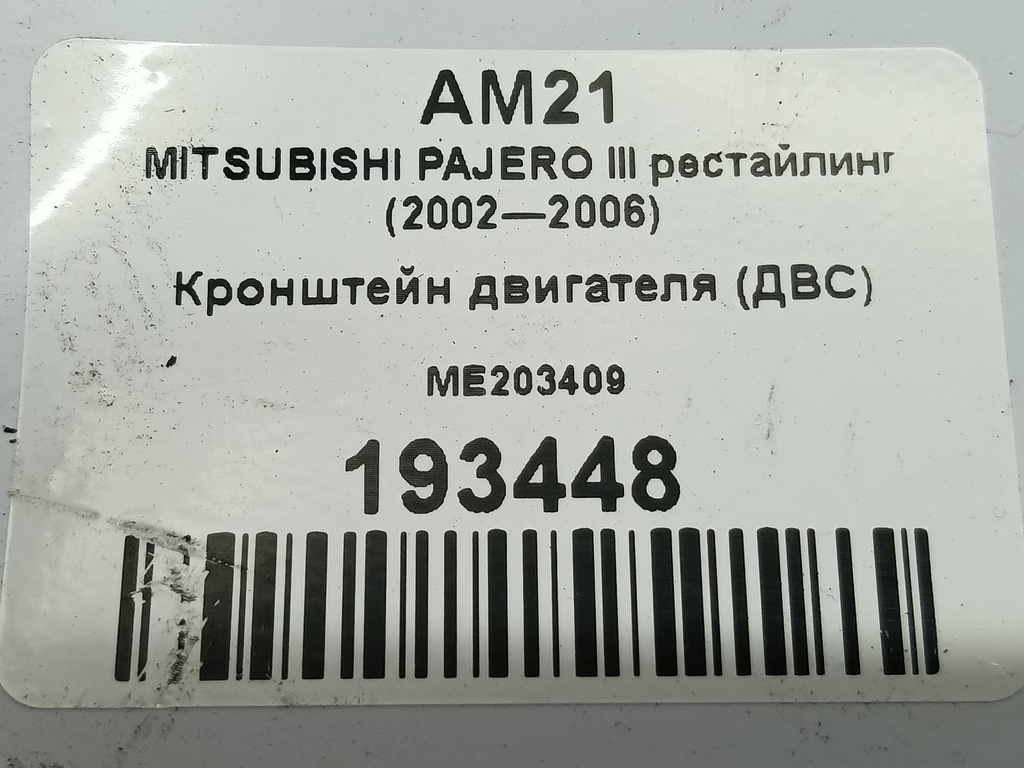 AM21
MITSUBISHI PAJERO III рестайлинг
(2002—2006)
Кронштейн двигателя (ДВС)
ME203409
193448